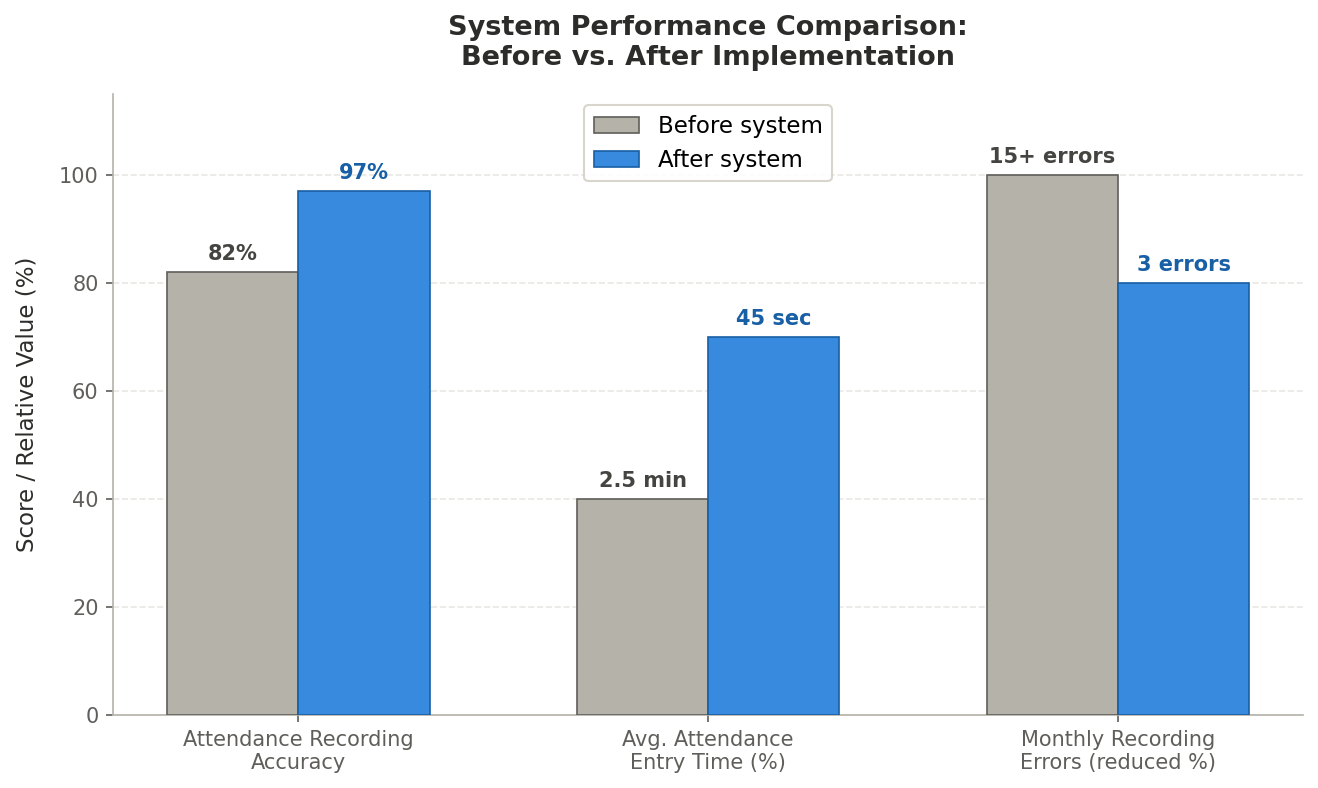 System Performance Comparison:
Before vs. After Implementation
Before system
After system
Score / Relative Value (%)
100
80
60
40
20
0
82%
97%
2.5 min
45 sec
15+ errors
3 errors
Attendance Recording
Accuracy
Avg. Attendance
Entry Time (%)
Monthly Recording
Errors (reduced %)